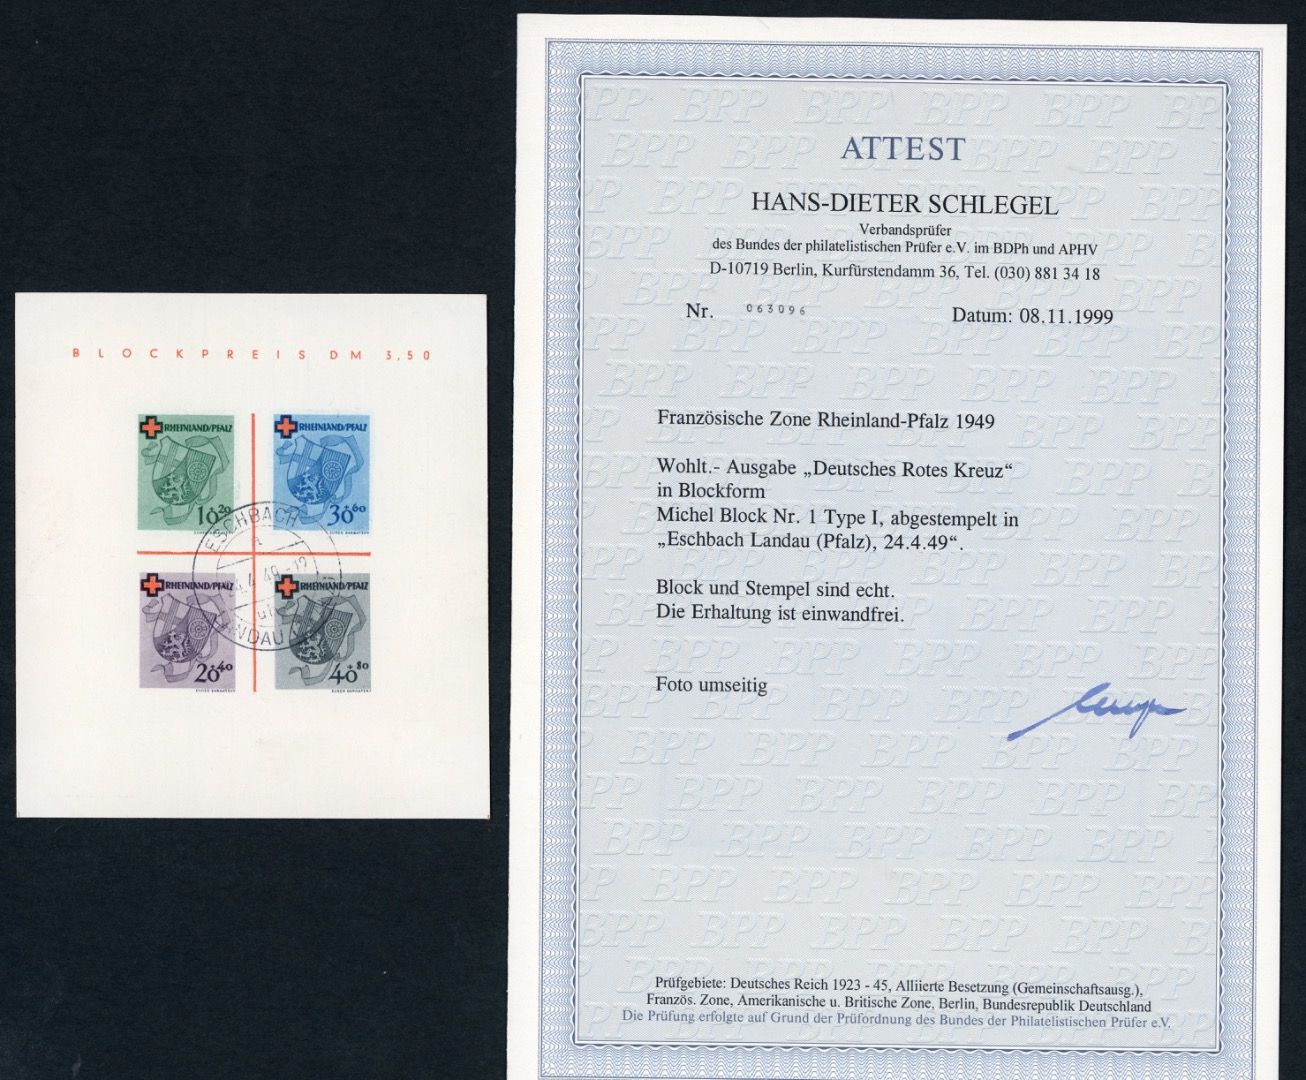 BLOCKPREIS DM 3,50
RHEINLAND/PFALZ
10+20
RHEINLAND/PFALZ
30+60
RHEINLAND/PFALZ
20+40
RHEINLAND/PFALZ
40+80
ESCHBACH
a
LANDAU
ATTEST
HANS-DIETER SCHLEGEL
Verbandsprüfer
des Bundes der philatelistischen Prüfer e.V. im BDPh und APHV
D-10719 Berlin, Kurfürstendamm 36, Tel. (030) 881 34 18
Nr. 063096 Datum: 08.11.1999
Französische Zone Rheinland-Pfalz 1949
Wohlt.- Ausgabe „Deutsches Rotes Kreuz“
in Blockform
Michel Block Nr. 1 Type I, abgestempelt in
„Eschbach Landau (Pfalz), 24.4.49“.
Block und Stempel sind echt.
Die Erhaltung ist einwandfrei.
Foto umseitig
Prüfgebiete: Deutsches Reich 1923 - 45, Alliierte Besetzung (Gemeinschaftsausg.),
Französ. Zone, Amerikanische u. Britische Zone, Berlin, Bundesrepublik Deutschland
Die Prüfung erfolgte auf Grund der Prüfordnung des Bundes der Philatelistischen Prüfer e.V.